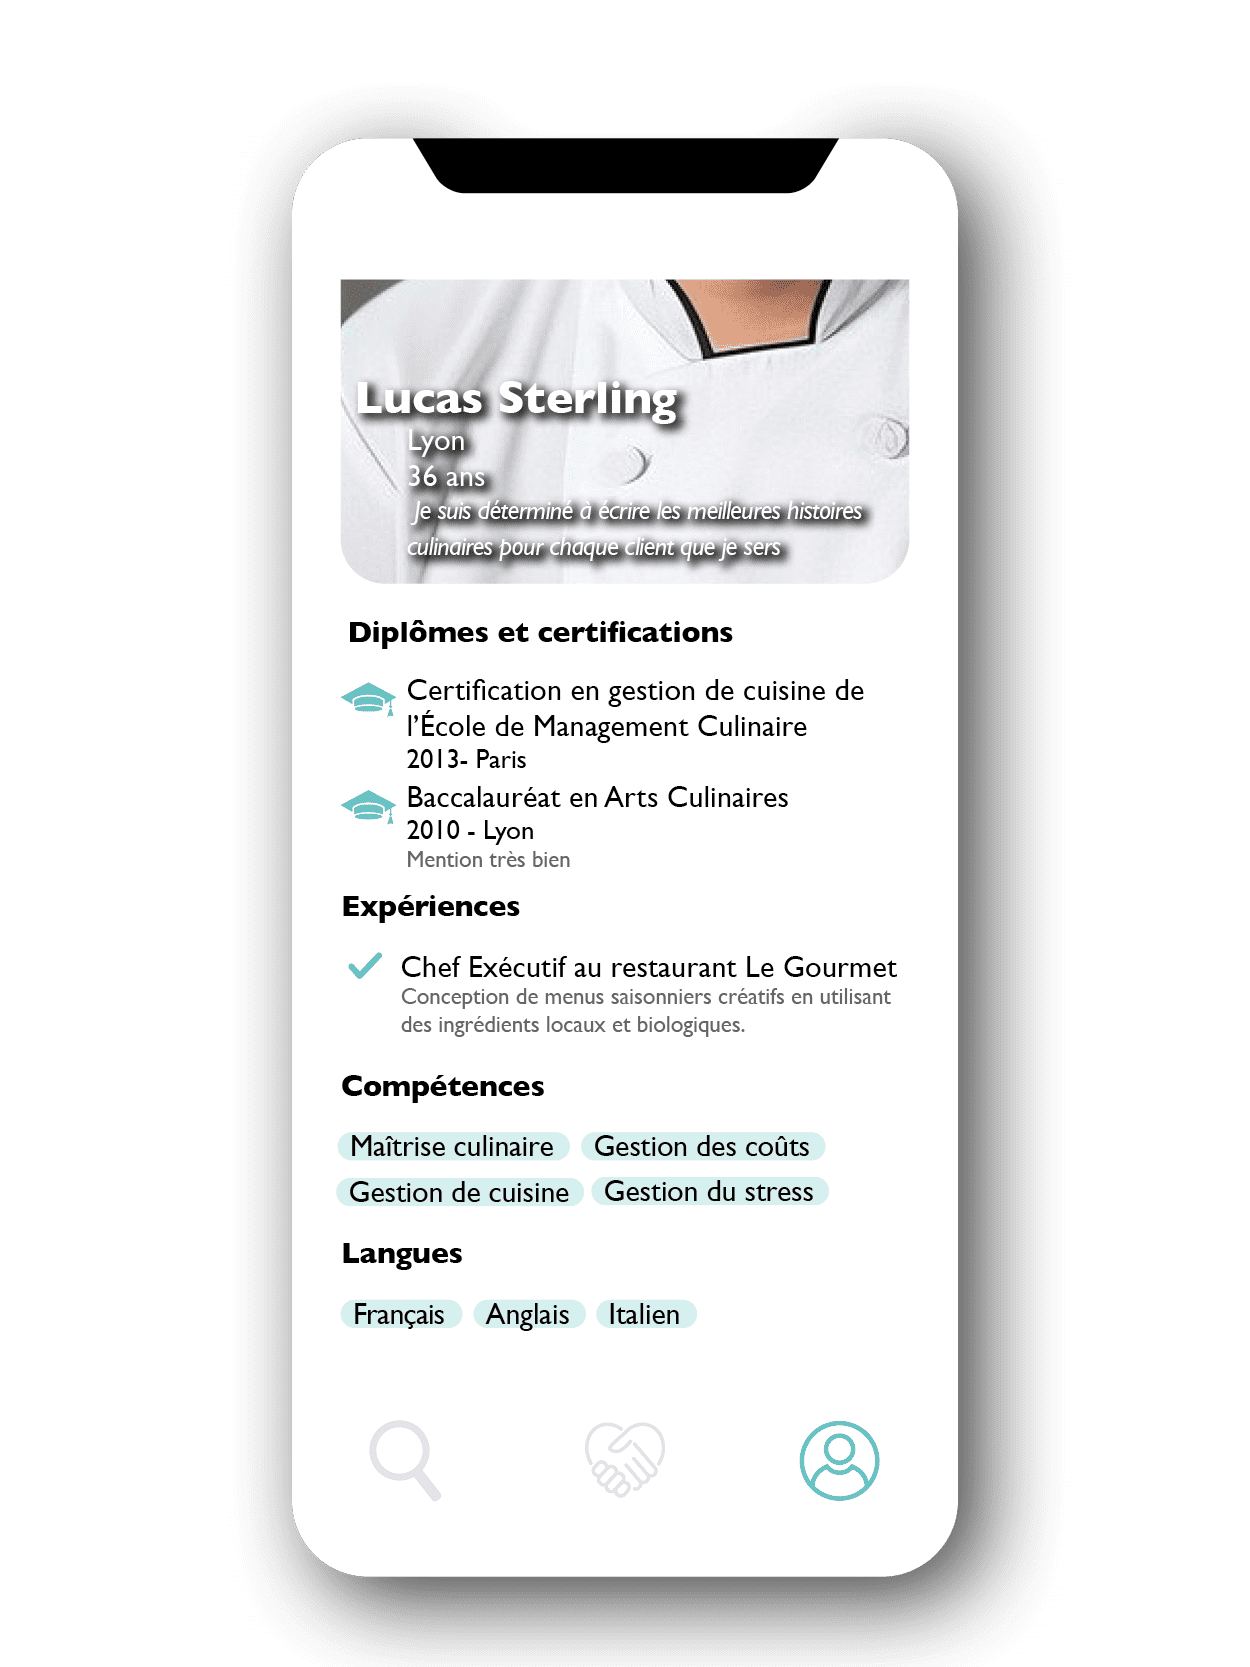 Lucas Sterling
Lyon
36 ans
Je suis déterminé à écrire les meilleures histoires
culinaires pour chaque client que je sers
Diplômes et certifications
Certification en gestion de cuisine de
l’École de Management Culinaire
2013- Paris
Baccalauréat en Arts Culinaires
2010 - Lyon
Mention très bien
Expériences
Chef Exécutif au restaurant Le Gourmet
Conception de menus saisonniers créatifs en utilisant
des ingrédients locaux et biologiques.
Compétences
Maîtrise culinaire Gestion des coûts
Gestion de cuisine Gestion du stress
Langues
Français Anglais Italien